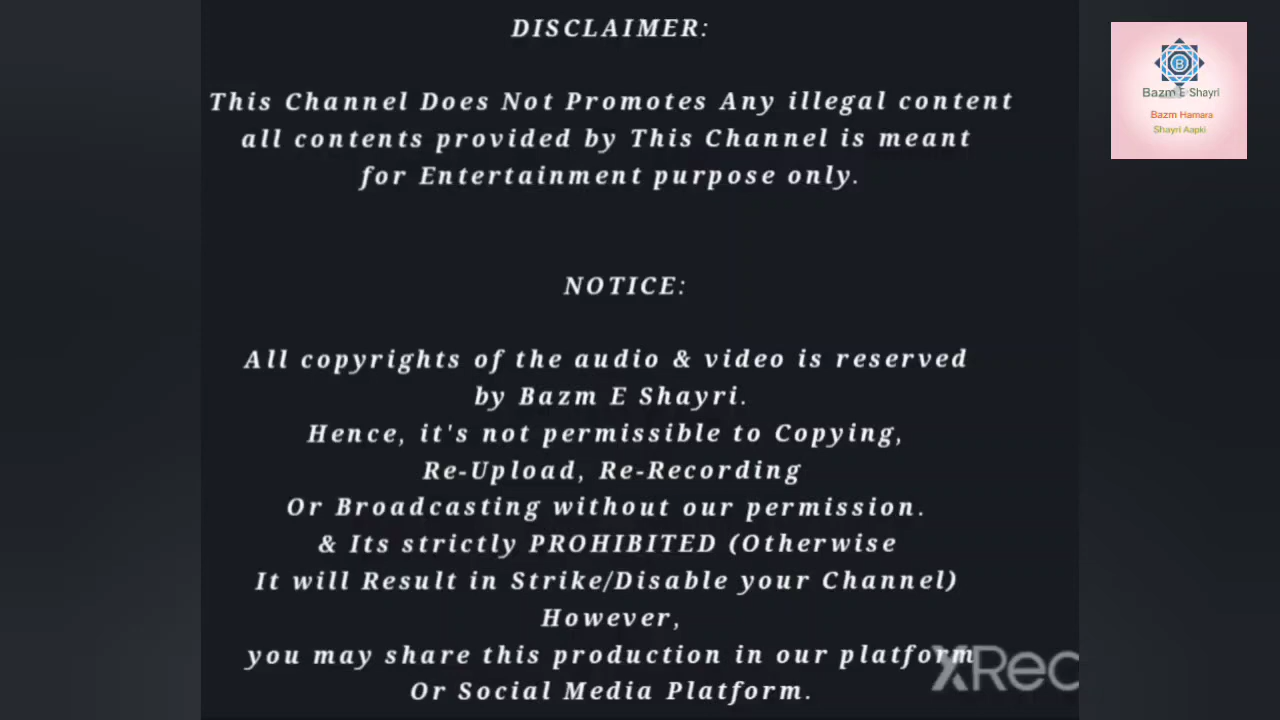 DISCLAIMER:
This Channel Does Not Promotes Any illegal content
all contents provided by This Channel is meant
for Entertainment purpose only.
NOTICE:
All copyrights of the audio & video is reserved
by Bazm E Shayri.
Hence, it's not permissible to Copying,
Re-Upload, Re-Recording
Or Broadcasting without our permission.
& Its strictly PROHIBITED (Otherwise
It will Result in Strike/Disable your Channel)
However,
you may share this production in our platform
Or Social Media Platform.
XRec
B
Bazm E Shayri
Bazm Hamara
Shayri Aapki